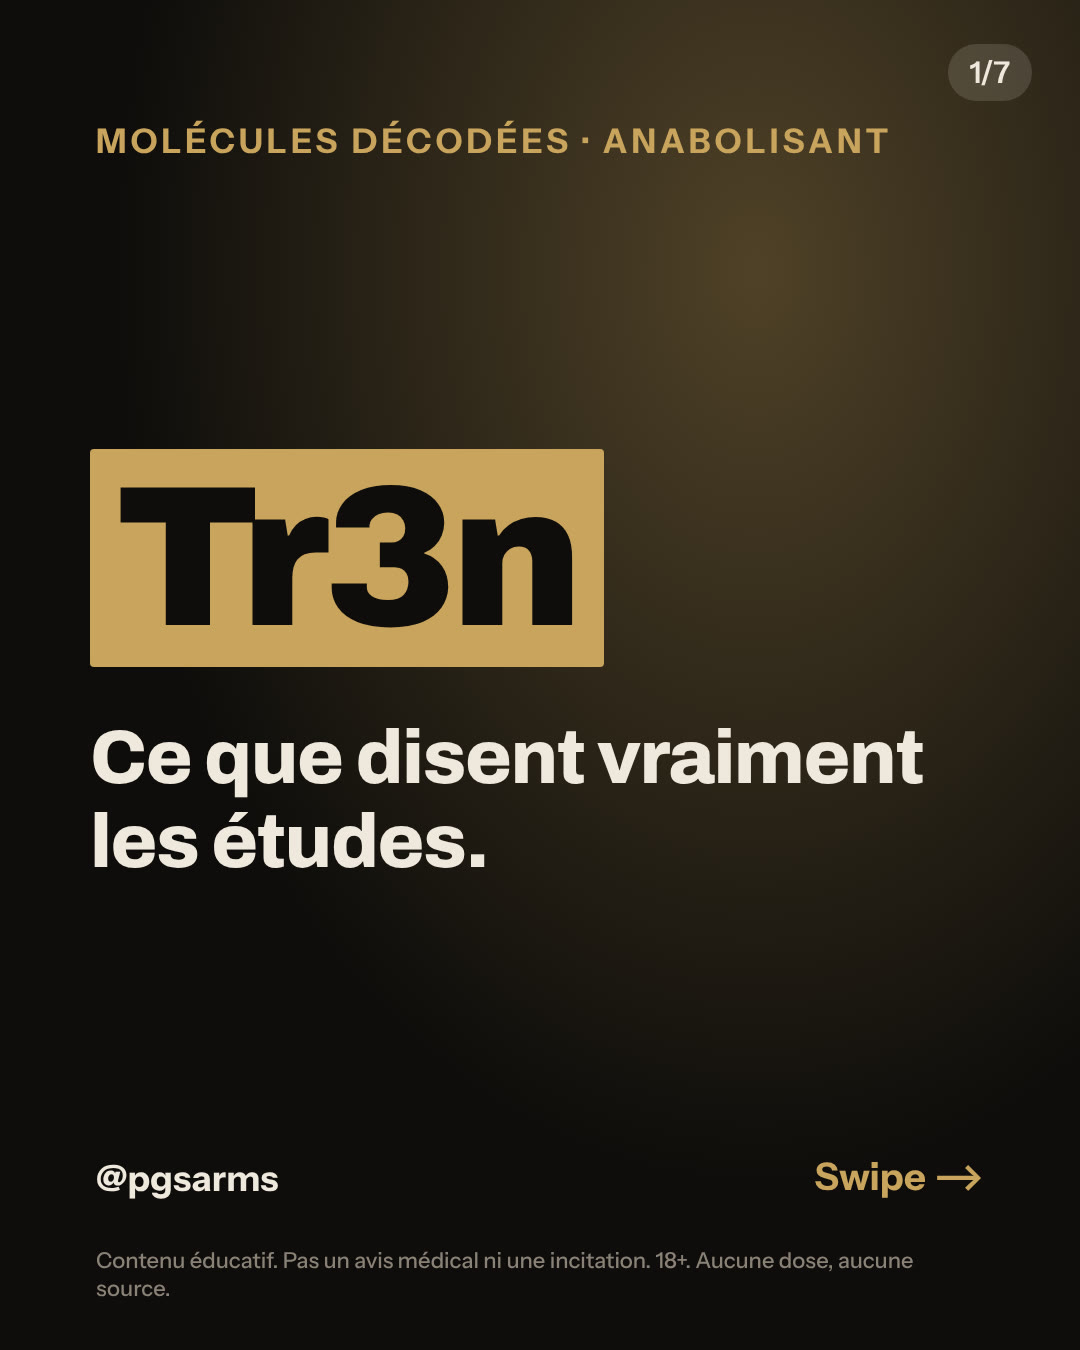 1/7
MOLÉCULES DÉCODÉES · ANABOLISANT
Tr3n
Ce que disent vraiment
les études.
@pgsarms
Swipe →
Contenu éducatif. Pas un avis médical ni une incitation. 18+. Aucune dose, aucune
source.